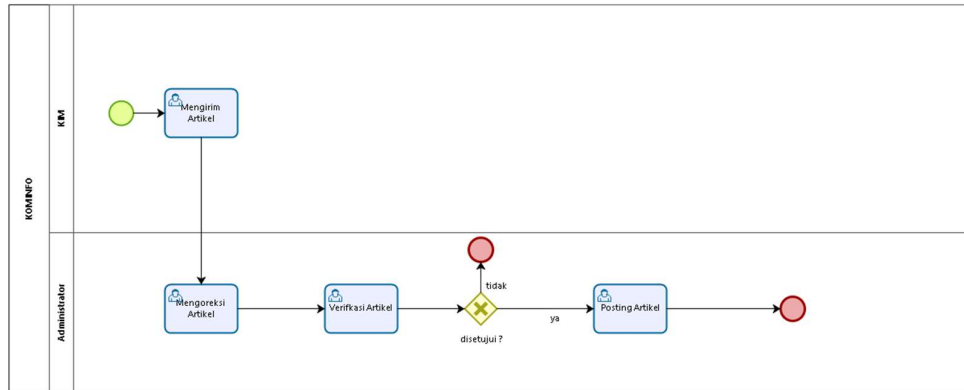 KOMINFO
KIM
Mengirim
Artikel
Administrator
Mengoreksi
Artikel
Verifkasi Artikel
tidak
disetujui ?
ya
Posting Artikel